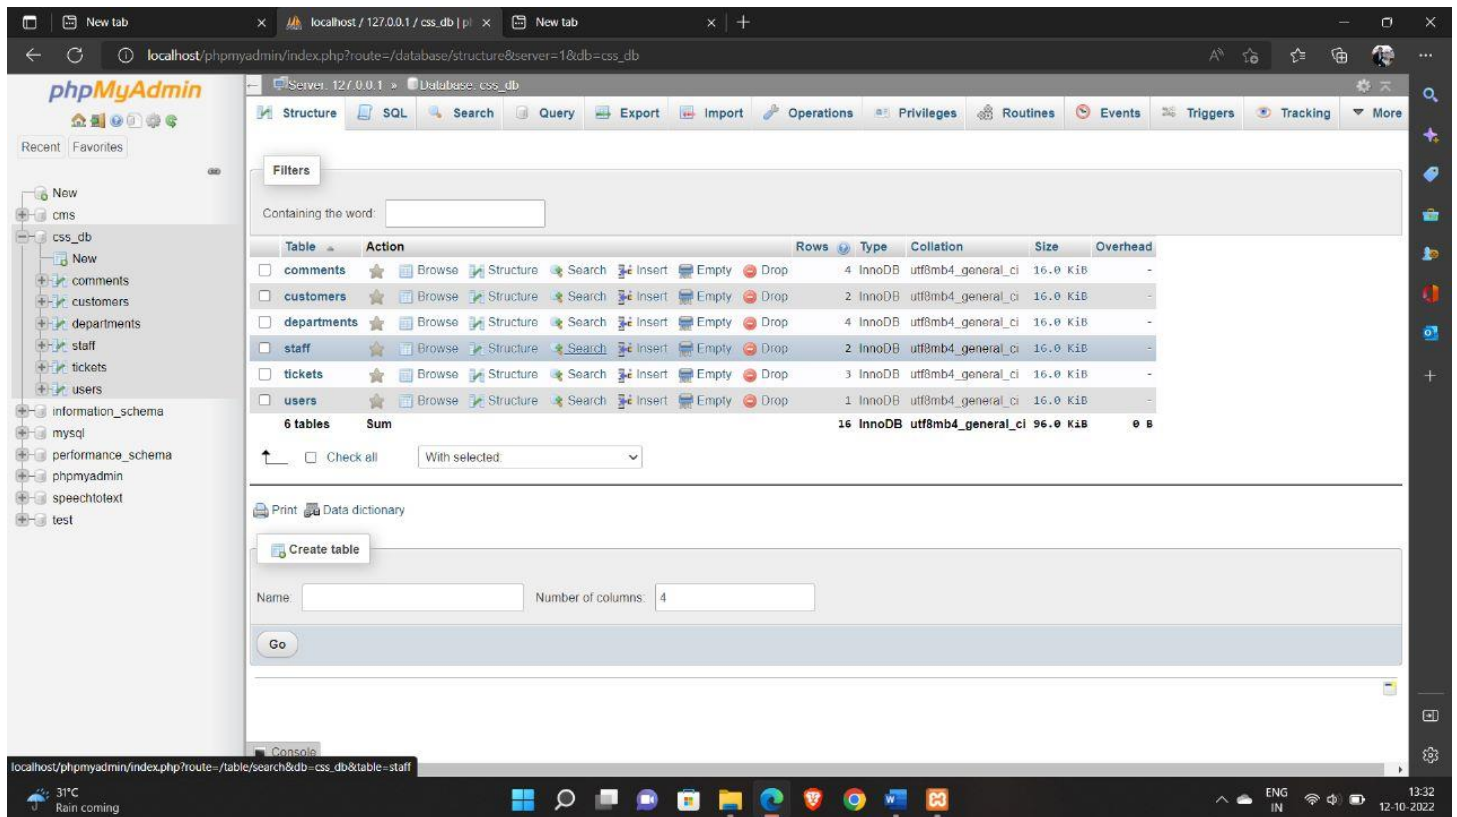 New tab
localhost / 127.0.0.1 / css_db | pl
New tab
localhost/phpmyadmin/index.php?route=/database/structure&server=1&db=css_db
phpMyAdmin
Recent Favorites
New
cms
css_db
New
comments
customers
departments
staff
tickets
users
information_schema
mysql
performance_schema
phpmyadmin
speechtotext
test
Server: 127.0.0.1 » Database: css_db
Structure SQL Search Query Export Import Operations Privileges Routines Events Triggers Tracking More
Filters
Containing the word:
Table Action Rows Type Collation Size Overhead
comments Browse Structure Search Insert Empty Drop 4 InnoDB utf8mb4_general_ci 16.0 KiB -
customers Browse Structure Search Insert Empty Drop 2 InnoDB utf8mb4_general_ci 16.0 KiB -
departments Browse Structure Search Insert Empty Drop 4 InnoDB utf8mb4_general_ci 16.0 KiB -
staff Browse Structure Search Insert Empty Drop 2 InnoDB utf8mb4_general_ci 16.0 KiB -
tickets Browse Structure Search Insert Empty Drop 3 InnoDB utf8mb4_general_ci 16.0 KiB -
users Browse Structure Search Insert Empty Drop 1 InnoDB utf8mb4_general_ci 16.0 KiB -
6 tables Sum 16 InnoDB utf8mb4_general_ci 96.0 KiB 0 B
Check all With selected:
Print Data dictionary
Create table
Name: Number of columns: 4
Go
Console
localhost/phpmyadmin/index.php?route=/table/search&db=css_db&table=staff
31°C
Rain coming
ENG
IN
13:32
12-10-2022